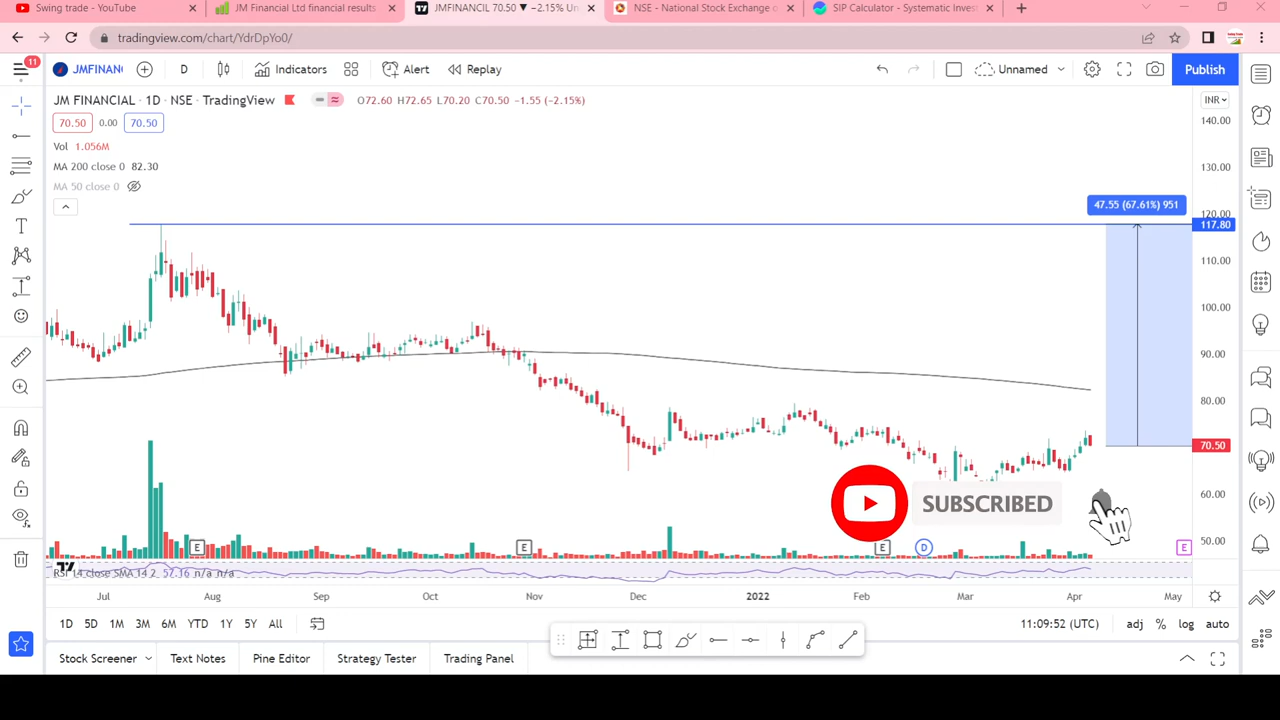 Swing trade - YouTube
JM Financial Ltd financial results
JMFINANCIL 70.50 ▼ −2.15% Un
NSE - National Stock Exchange o
SIP Calculator - Systematic Inves
tradingview.com/chart/YdrDpYo0/
11
JMFINANC
D
Indicators
Alert
Replay
Unnamed
Publish
JM FINANCIAL · 1D · NSE · TradingView
O72.60 H72.65 L70.20 C70.50 −1.55 (−2.15%)
INR
70.50 0.00 70.50
Vol 1.056M
MA 200 close 0 82.30
MA 50 close 0
140.00
130.00
120.00
117.80
110.00
100.00
90.00
80.00
70.50
60.00
50.00
47.55 (67.61%) 951
SUBSCRIBED
E
E
E
D
E
RSI 14 close SMA 14 2 57.16 n/a n/a
Jul Aug Sep Oct Nov Dec 2022 Feb Mar Apr May
1D 5D 1M 3M 6M YTD 1Y 5Y All
11:09:52 (UTC) adj % log auto
Stock Screener Text Notes Pine Editor Strategy Tester Trading Panel